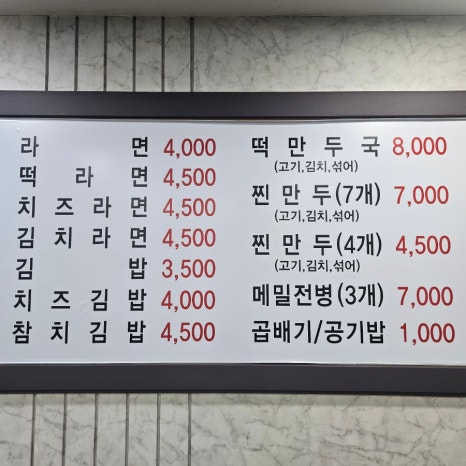 라면 4,000
떡라면 4,500
치즈라면 4,500
김치라면 4,500
김밥 3,500
치즈김밥 4,000
참치김밥 4,500
떡만두국 8,000
(고기,김치,섞어)
찐만두(7개) 7,000
(고기,김치,섞어)
찐만두(4개) 4,500
(고기,김치,섞어)
메밀전병(3개) 7,000
곱배기/공기밥 1,000